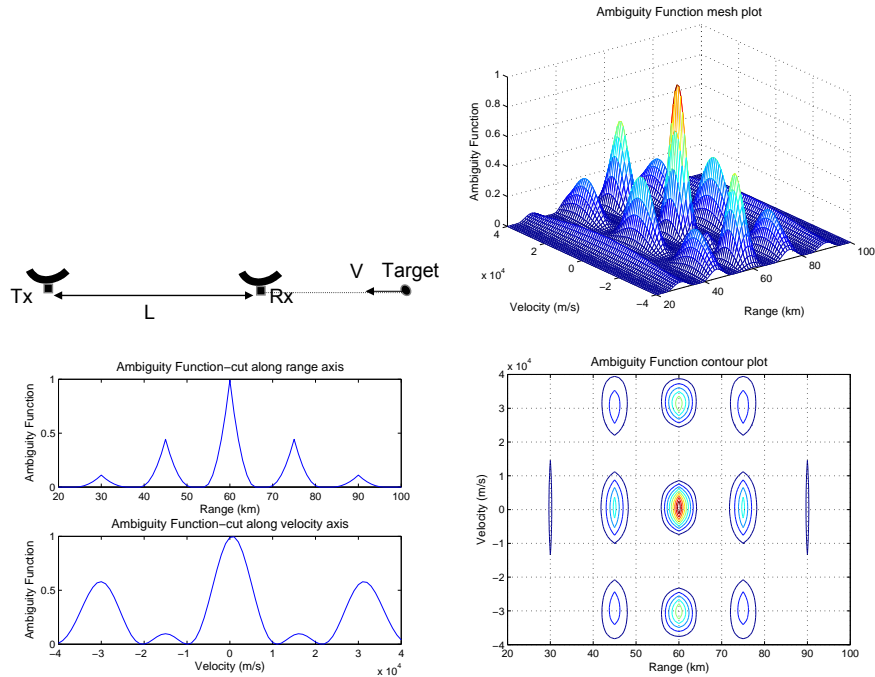 Ambiguity Function mesh plot
1
0.8
0.6
0.4
0.2
0
Ambiguity Function
4
2
0
−2
−4
x 10^4
Velocity (m/s)
20
40
60
80
100
Range (km)
Tx
L
Rx
V
Target
Ambiguity Function−cut along range axis
1
0.5
0
Ambiguity Function
20 30 40 50 60 70 80 90 100
Range (km)
Ambiguity Function−cut along velocity axis
1
0.5
0
Ambiguity Function
−4 −3 −2 −1 0 1 2 3 4
Velocity (m/s)
x 10^4
x 10^4
Ambiguity Function contour plot
4
3
2
1
0
−1
−2
−3
−4
Velocity (m/s)
20 30 40 50 60 70 80 90 100
Range (km)